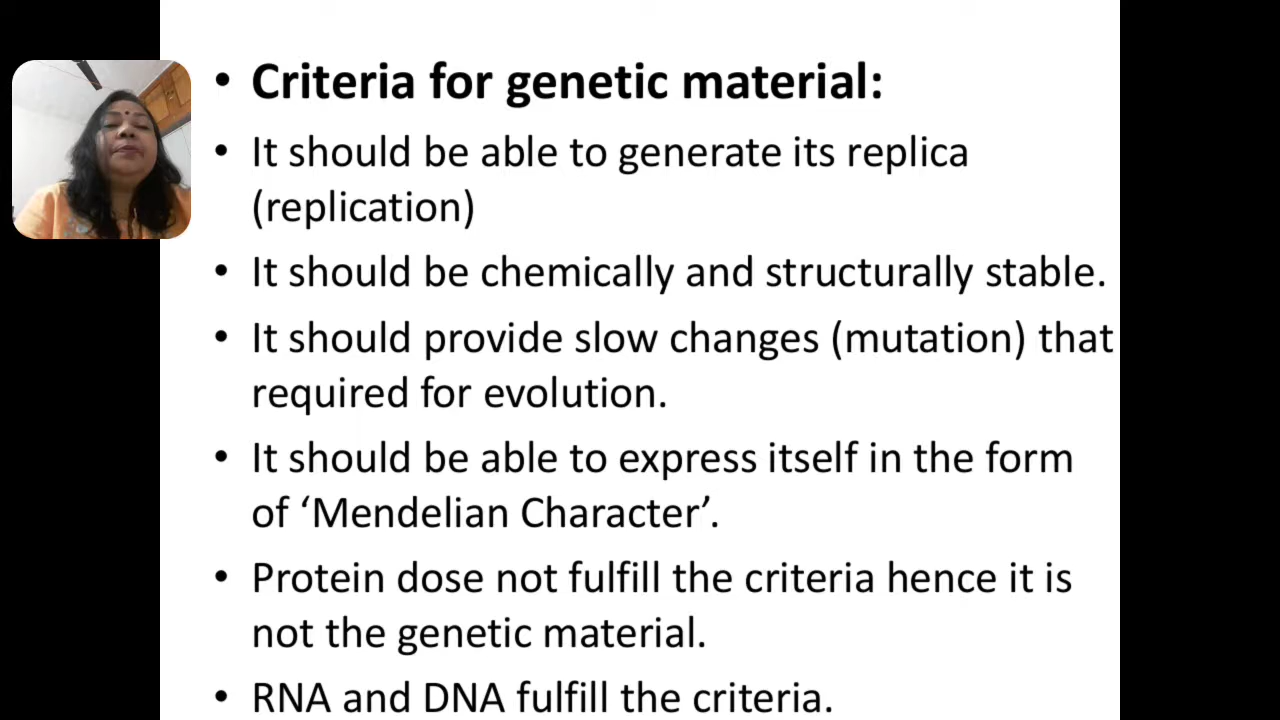 • Criteria for genetic material:
• It should be able to generate its replica
(replication)
• It should be chemically and structurally stable.
• It should provide slow changes (mutation) that
required for evolution.
• It should be able to express itself in the form
of ‘Mendelian Character’.
• Protein dose not fulfill the criteria hence it is
not the genetic material.
• RNA and DNA fulfill the criteria.